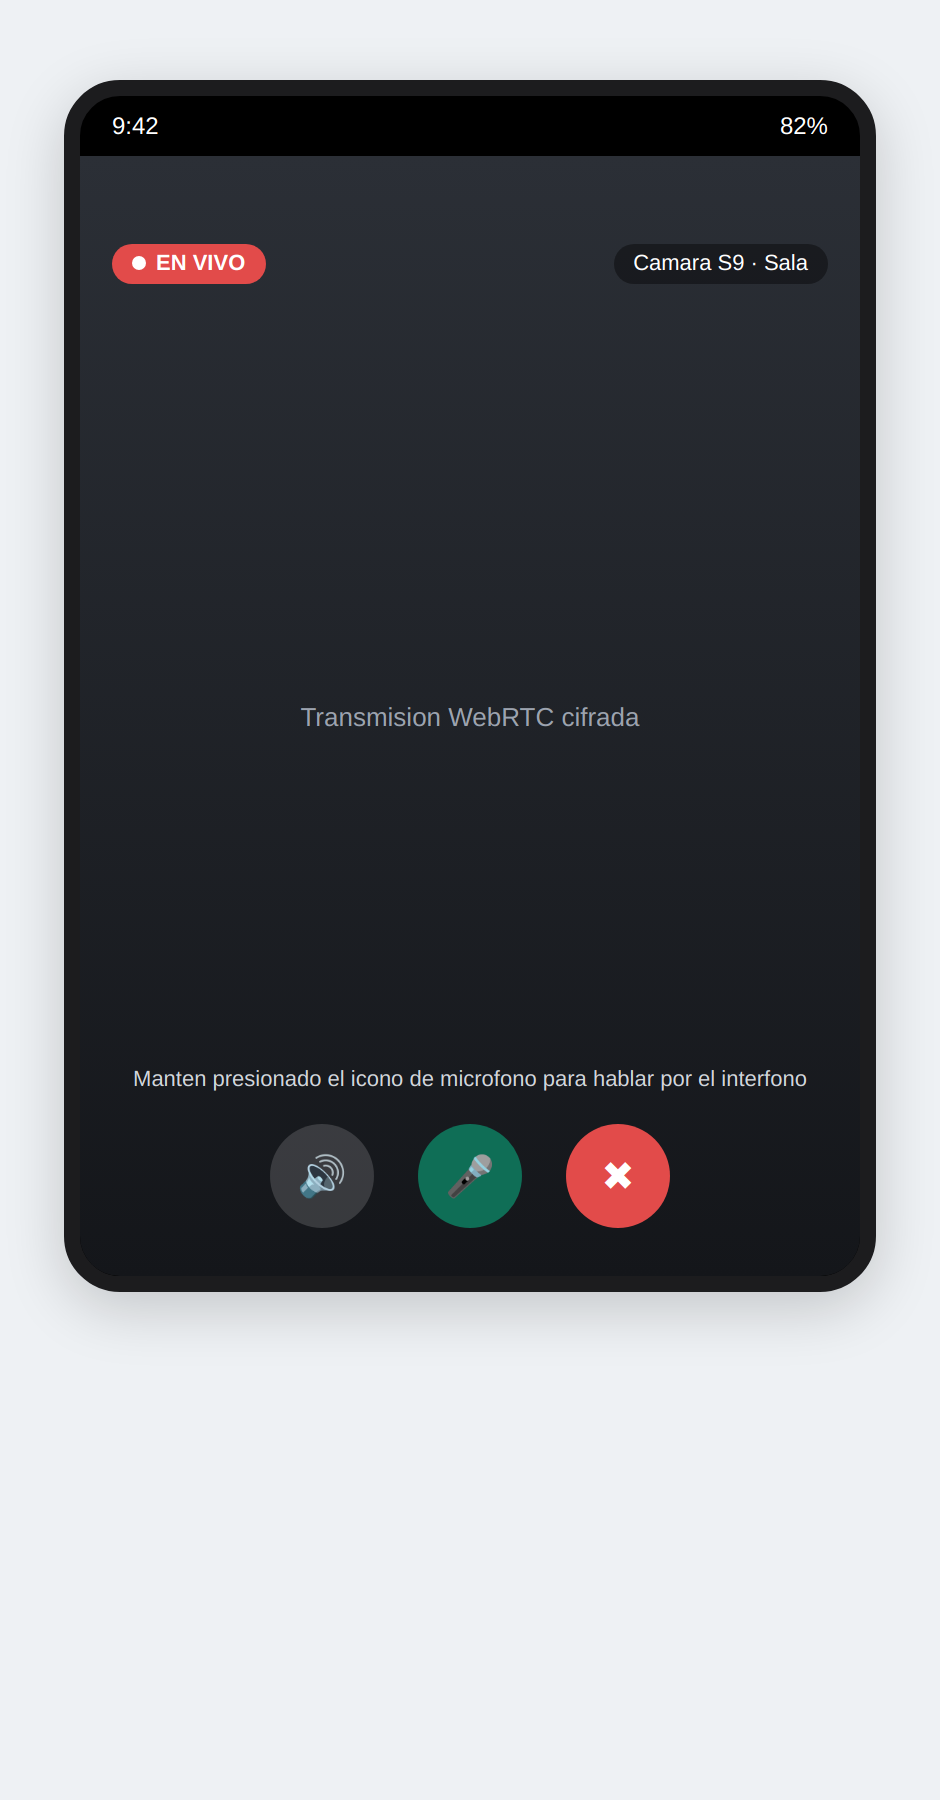 9:42
82%
EN VIVO
Camara S9 · Sala
Transmision WebRTC cifrada
Manten presionado el icono de microfono para hablar por el interfono